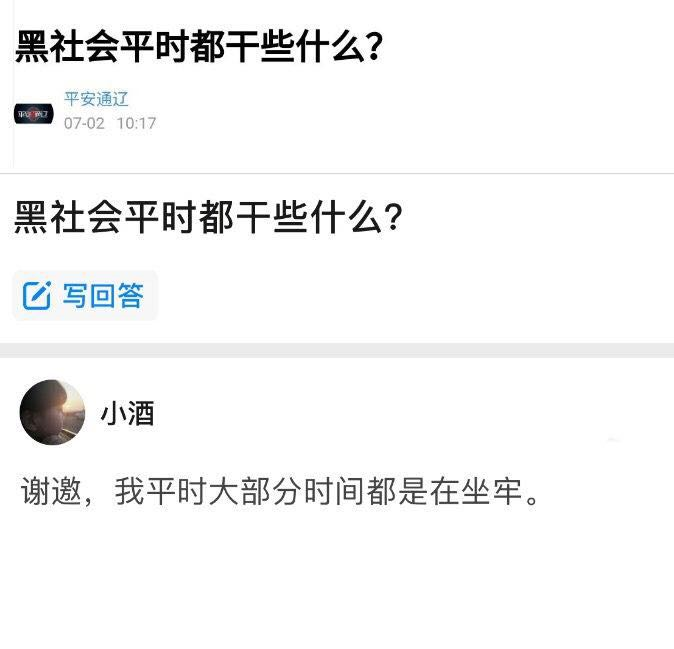 黑社会平时都干些什么？
平安通辽
07-02 10:17
黑社会平时都干些什么？
写回答
小酒
谢邀，我平时大部分时间都是在坐牢。